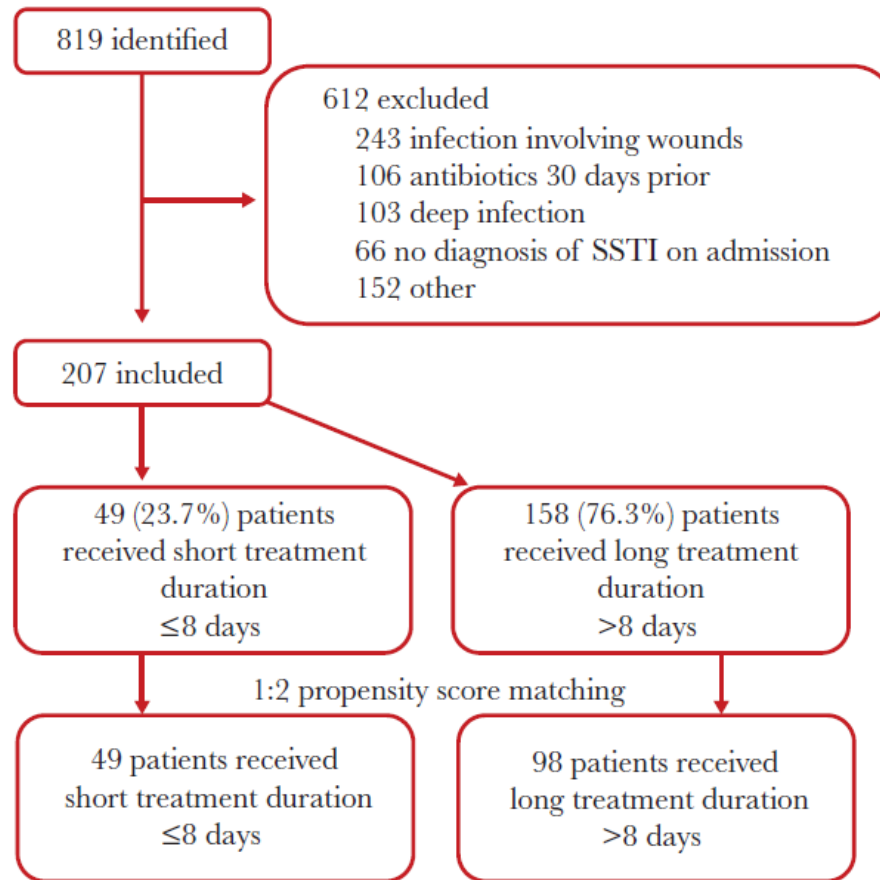 819 identified
612 excluded
243 infection involving wounds
106 antibiotics 30 days prior
103 deep infection
66 no diagnosis of SSTI on admission
152 other
207 included
49 (23.7%) patients
received short treatment
duration
≤8 days
158 (76.3%) patients
received long treatment
duration
>8 days
1:2 propensity score matching
49 patients received
short treatment duration
≤8 days
98 patients received
long treatment duration
>8 days